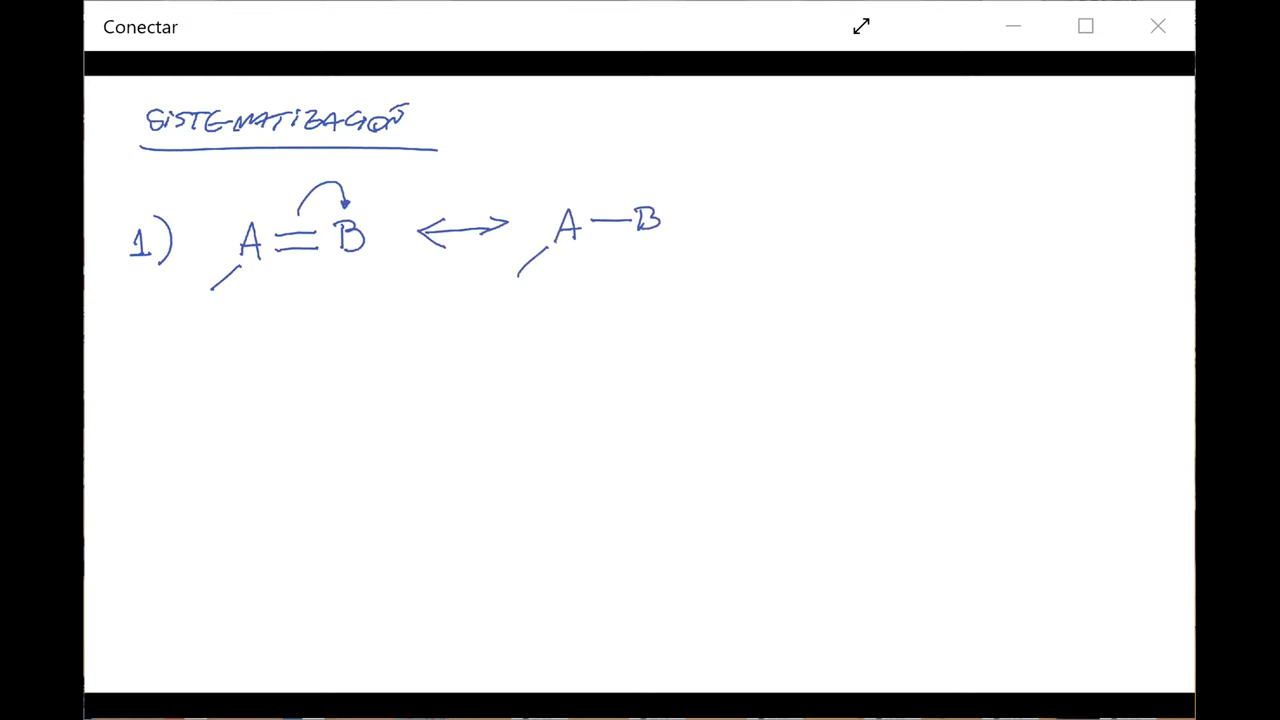 Conectar
SiSTEMATiZACIÓN
1) A=B ↔ A—B